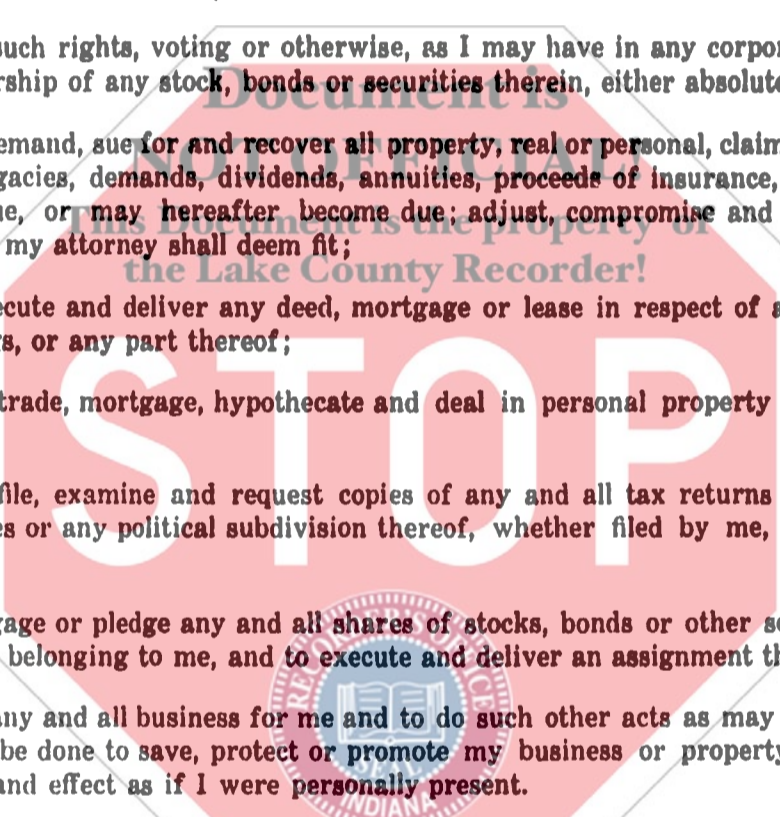 such rights, voting or otherwise, as I may have in any corpor
rship of any stock, bonds or securities therein, either absolute
Document is
emand, sue for and recover all property, real or personal, claim
NOT OFFICIAL!
gacies, demands, dividends, annuities, proceeds of insurance,
ue, or may hereafter become due; adjust, compromise and
This Document is the property of
my attorney shall deem fit;
the Lake County Recorder!
ecute and deliver any deed, mortgage or lease in respect of a
rs, or any part thereof;
STOP
trade, mortgage, hypothecate and deal in personal property
file, examine and request copies of any and all tax returns
es or any political subdivision thereof, whether filed by me,
gage or pledge any and all shares of stocks, bonds or other se
belonging to me, and to execute and deliver an assignment th
RECORDER'S OFFICE
any and all business for me and to do such other acts as may
be done to save, protect or promote my business or property
SEAL
and effect as if I were personally present.
INDIANA